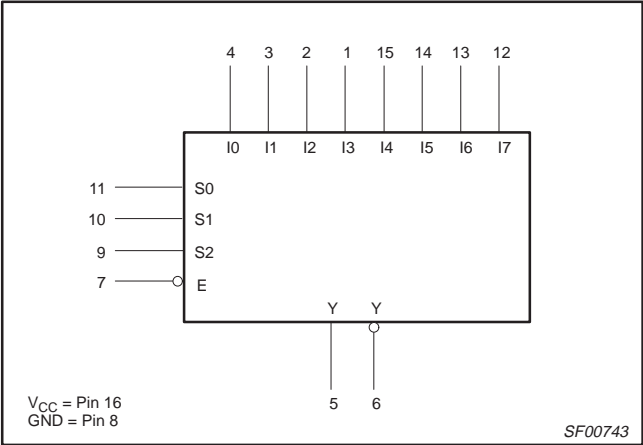 4 3 2 1 15 14 13 12
I0 I1 I2 I3 I4 I5 I6 I7
11 S0
10 S1
9 S2
7 E
Y Y
5 6
VCC = Pin 16
GND = Pin 8
SF00743